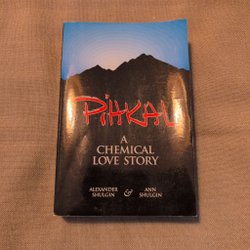 PiHKAL
A
CHEMICAL
LOVE STORY
ALEXANDER & ANN
SHULGIN SHULGIN